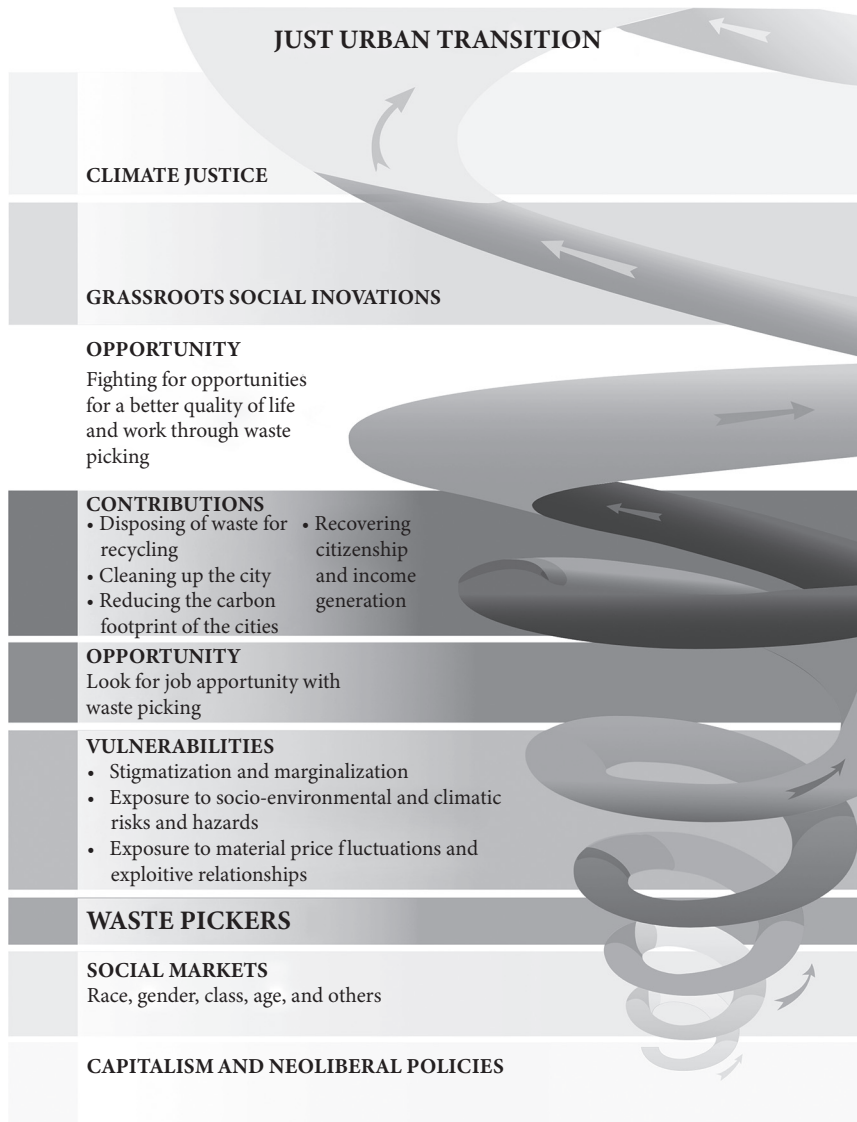 JUST URBAN TRANSITION
CLIMATE JUSTICE
GRASSROOTS SOCIAL INOVATIONS
OPPORTUNITY
Fighting for opportunities
for a better quality of life
and work through waste
picking
CONTRIBUTIONS
• Disposing of waste for
recycling
• Cleaning up the city
• Reducing the carbon
footprint of the cities
• Recovering
citizenship
and income
generation
OPPORTUNITY
Look for job apportunity with
waste picking
VULNERABILITIES
• Stigmatization and marginalization
• Exposure to socio-environmental and climatic
risks and hazards
• Exposure to material price fluctuations and
exploitive relationships
WASTE PICKERS
SOCIAL MARKETS
Race, gender, class, age, and others
CAPITALISM AND NEOLIBERAL POLICIES